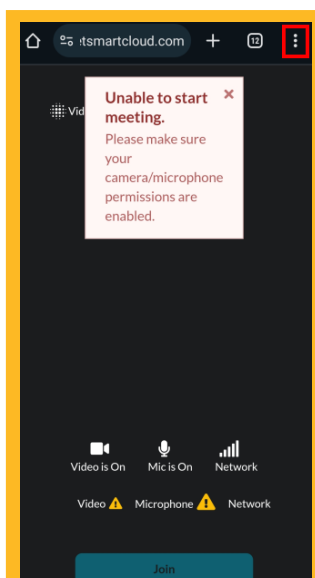 :tsmartcloud.com
12
Vid
Unable to start
meeting.
Please make sure
your
camera/microphone
permissions are
enabled.
Video is On Mic is On Network
Video Microphone Network
Join